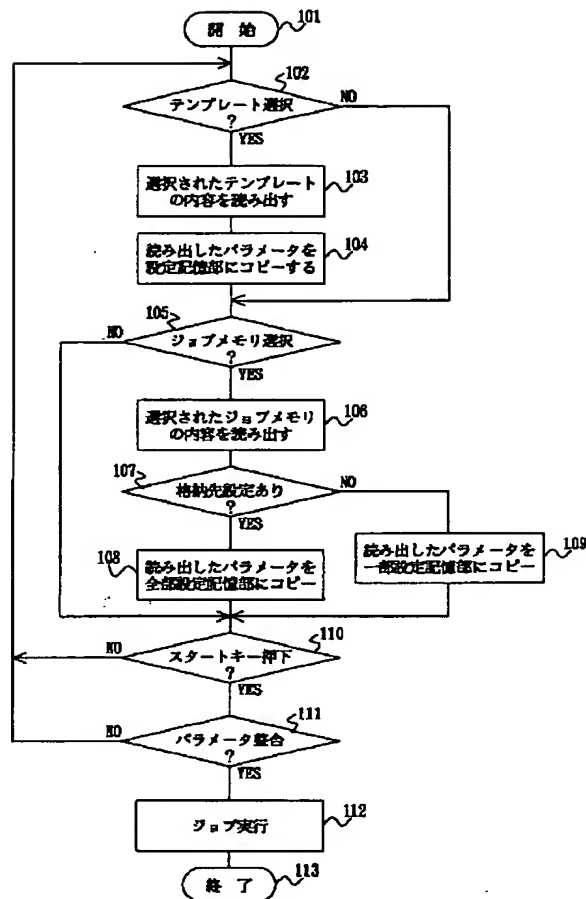 開 始
101
102
テンプレート選択
?
NO
YES
選択されたテンプレート
の内容を読み出す
103
読み出したパラメータを
設定記憶部にコピーする
104
105
NO
ジョブメモリ選択
?
YES
選択されたジョブメモリ
の内容を読み出す
106
107
格納先設定あり
?
NO
YES
108
読み出したパラメータを
全部設定記憶部にコピー
読み出したパラメータを
一部設定記憶部にコピー
109
110
NO
スタートキー押下
?
YES
111
NO
パラメータ整合
?
YES
112
ジョブ実行
113
終 了